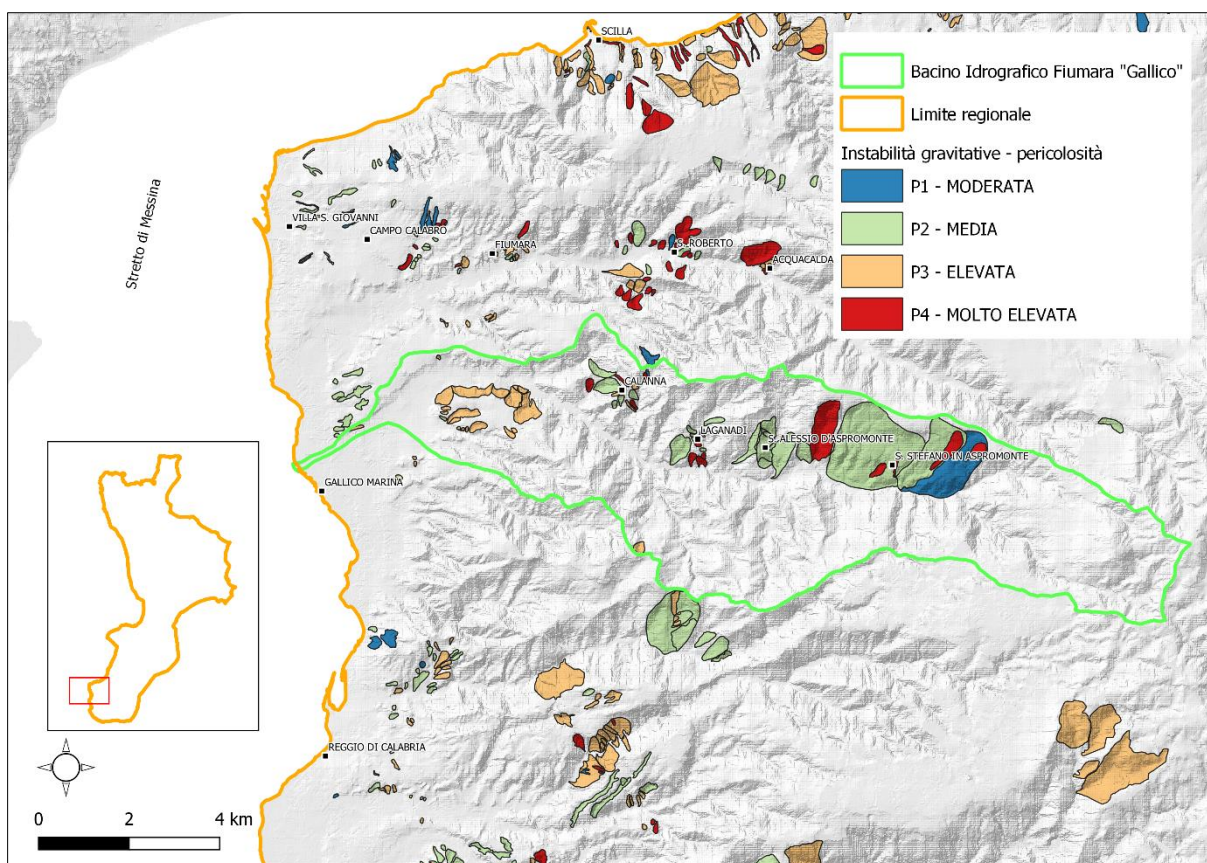 SCILLA
Bacino Idrografico Fiumara "Gallico"
Limite regionale
Instabilità gravitative - pericolosità
P1 - MODERATA
P2 - MEDIA
P3 - ELEVATA
P4 - MOLTO ELEVATA
Stretto di Messina
VILLA S. GIOVANNI
CAMPO CALABRO
FIUMARA
S. ROBERTO
ACQUACALDA
CALANNA
LAGANADI
S. ALESSIO D'ASPROMONTE
S. STEFANO IN ASPROMONTE
GALLICO MARINA
REGGIO DI CALABRIA
0 2 4 km